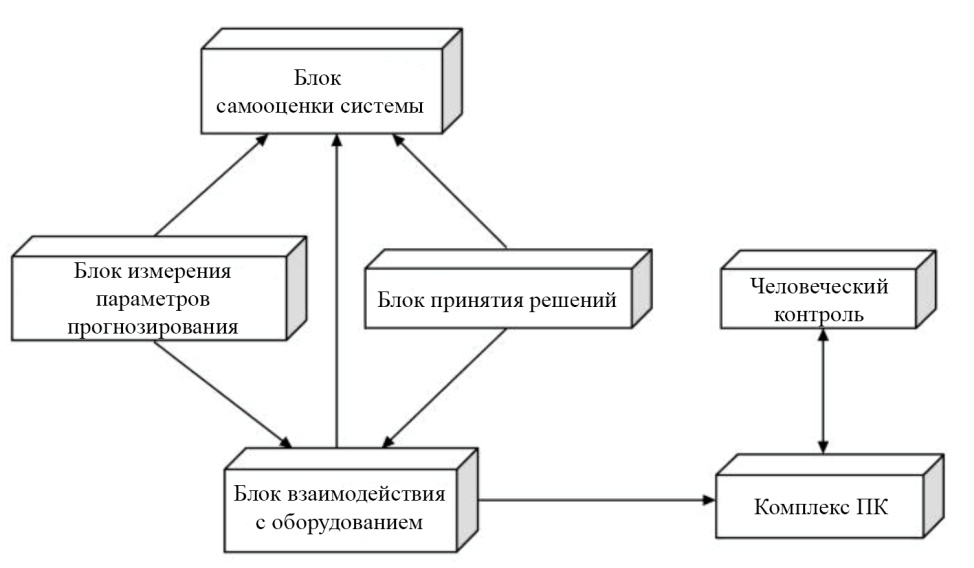 Блок
самооценки системы
Блок измерения
параметров
прогнозирования
Блок принятия решений
Человеческий
контроль
Блок взаимодействия
с оборудованием
Комплекс ПК